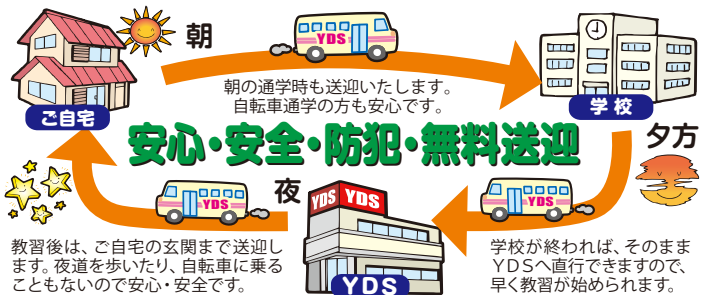 朝
YDS
朝の通学時も送迎いたします。
自転車通学の方も安心です。
ご自宅
学校
安心・安全・防犯・無料送迎
夕方
夜
YDS
YDS YDS
YDS
教習後は、ご自宅の玄関まで送迎し
ます。夜道を歩いたり、自転車に乗る
こともないので安心・安全です。
YDS
学校が終われば、そのまま
YDSへ直行できますので、
早く教習が始められます。